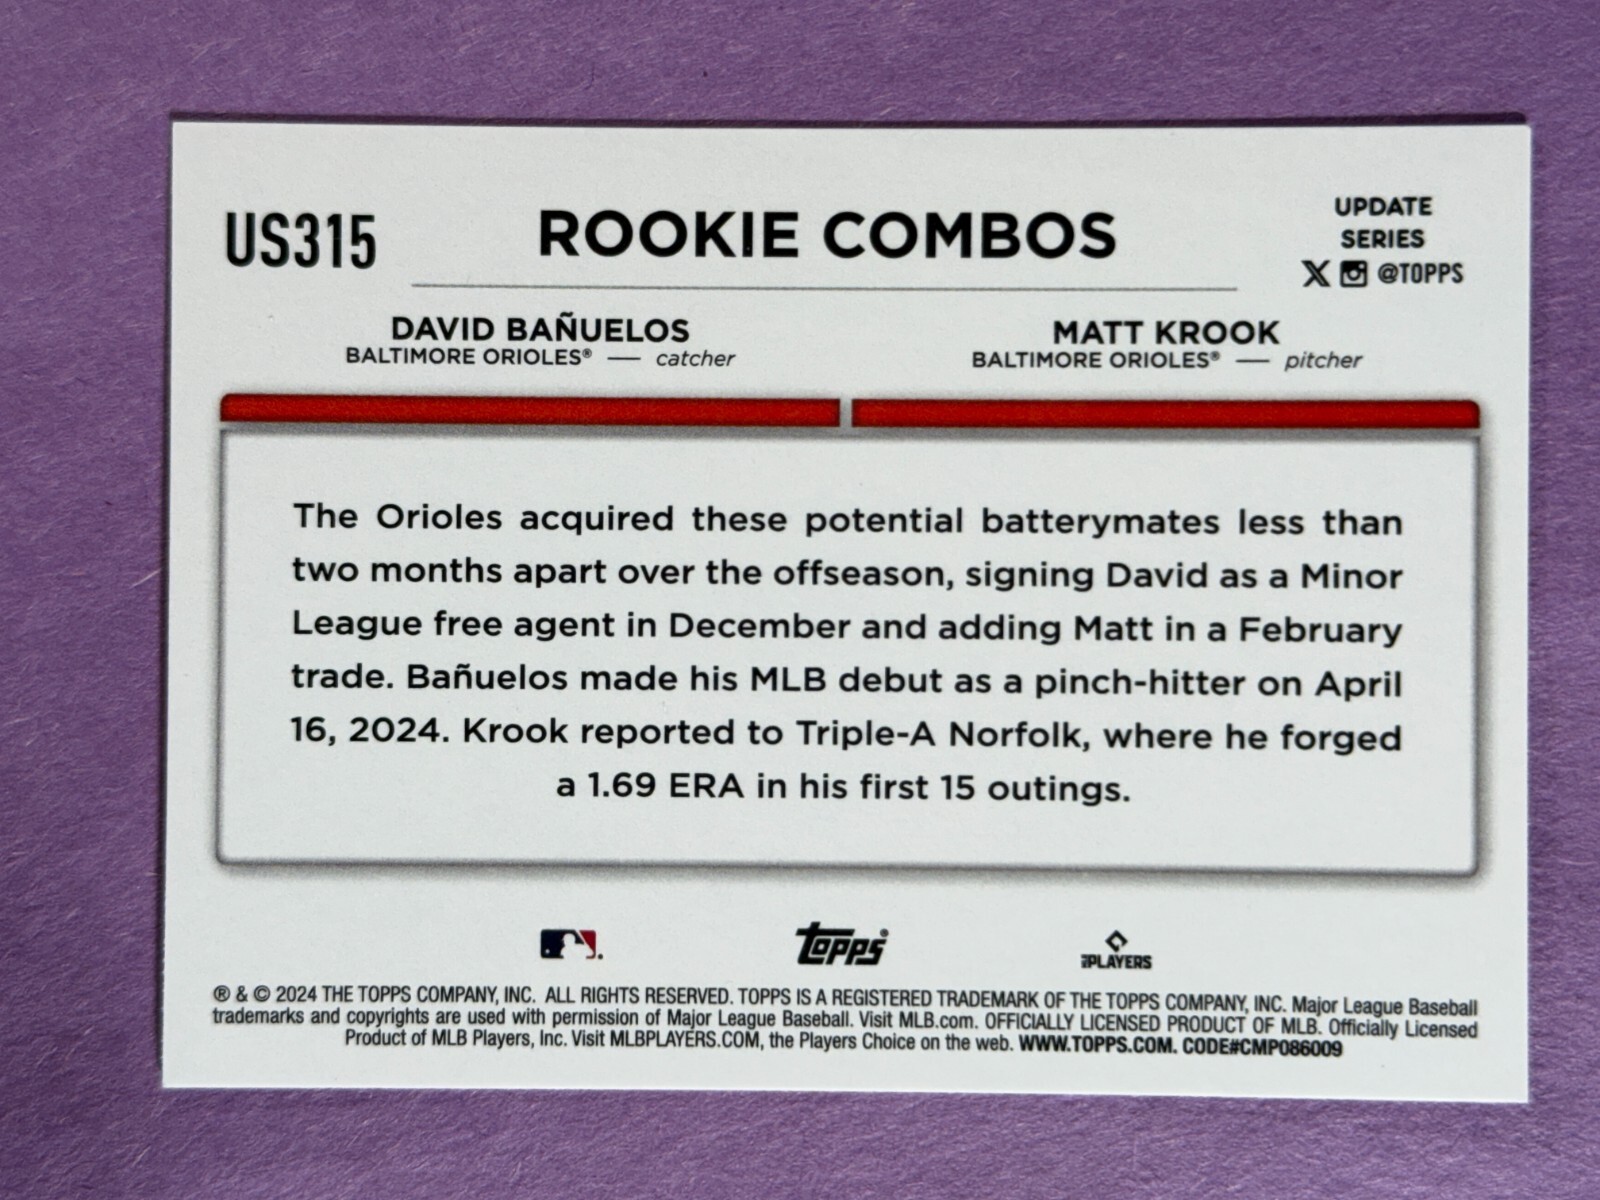 US315
ROOKIE COMBOS
UPDATE
SERIES
X @TOPPS
DAVID BAÑUELOS
BALTIMORE ORIOLES® — catcher
MATT KROOK
BALTIMORE ORIOLES® — pitcher
The Orioles acquired these potential batterymates less than
two months apart over the offseason, signing David as a Minor
League free agent in December and adding Matt in a February
trade. Bañuelos made his MLB debut as a pinch-hitter on April
16, 2024. Krook reported to Triple-A Norfolk, where he forged
a 1.69 ERA in his first 15 outings.
Topps®
MLB PLAYERS
® & © 2024 THE TOPPS COMPANY, INC. ALL RIGHTS RESERVED. TOPPS IS A REGISTERED TRADEMARK OF THE TOPPS COMPANY, INC. Major League Baseball
trademarks and copyrights are used with permission of Major League Baseball. Visit MLB.com. OFFICIALLY LICENSED PRODUCT OF MLB. Officially Licensed
Product of MLB Players, Inc. Visit MLBPLAYERS.COM, the Players Choice on the web. WWW.TOPPS.COM. CODE#CMP086009